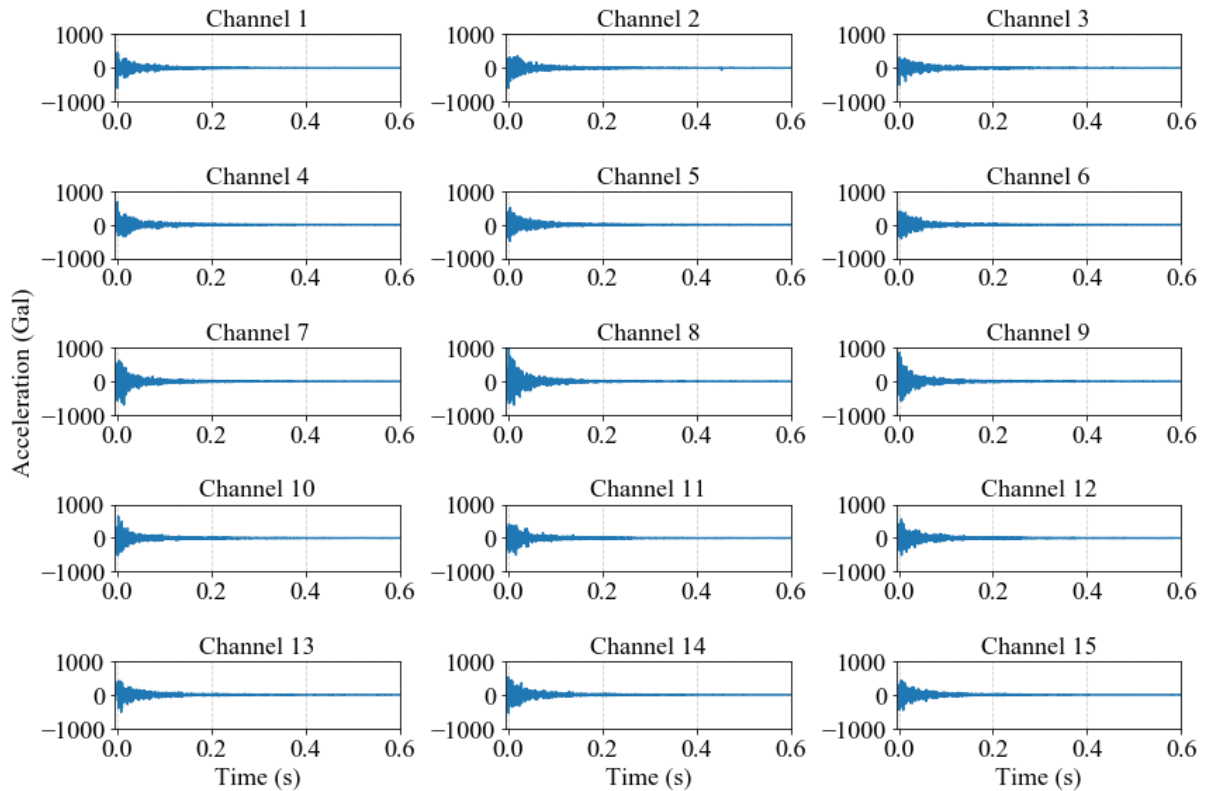 Channel 1 Channel 2 Channel 3
1000 1000 1000
0 0 0
−1000 −1000 −1000
0.0 0.2 0.4 0.6 0.0 0.2 0.4 0.6 0.0 0.2 0.4 0.6
Channel 4 Channel 5 Channel 6
1000 1000 1000
0 0 0
−1000 −1000 −1000
0.0 0.2 0.4 0.6 0.0 0.2 0.4 0.6 0.0 0.2 0.4 0.6
Acceleration (Gal)
Channel 7 Channel 8 Channel 9
1000 1000 1000
0 0 0
−1000 −1000 −1000
0.0 0.2 0.4 0.6 0.0 0.2 0.4 0.6 0.0 0.2 0.4 0.6
Channel 10 Channel 11 Channel 12
1000 1000 1000
0 0 0
−1000 −1000 −1000
0.0 0.2 0.4 0.6 0.0 0.2 0.4 0.6 0.0 0.2 0.4 0.6
Channel 13 Channel 14 Channel 15
1000 1000 1000
0 0 0
−1000 −1000 −1000
0.0 0.2 0.4 0.6 0.0 0.2 0.4 0.6 0.0 0.2 0.4 0.6
Time (s) Time (s) Time (s)